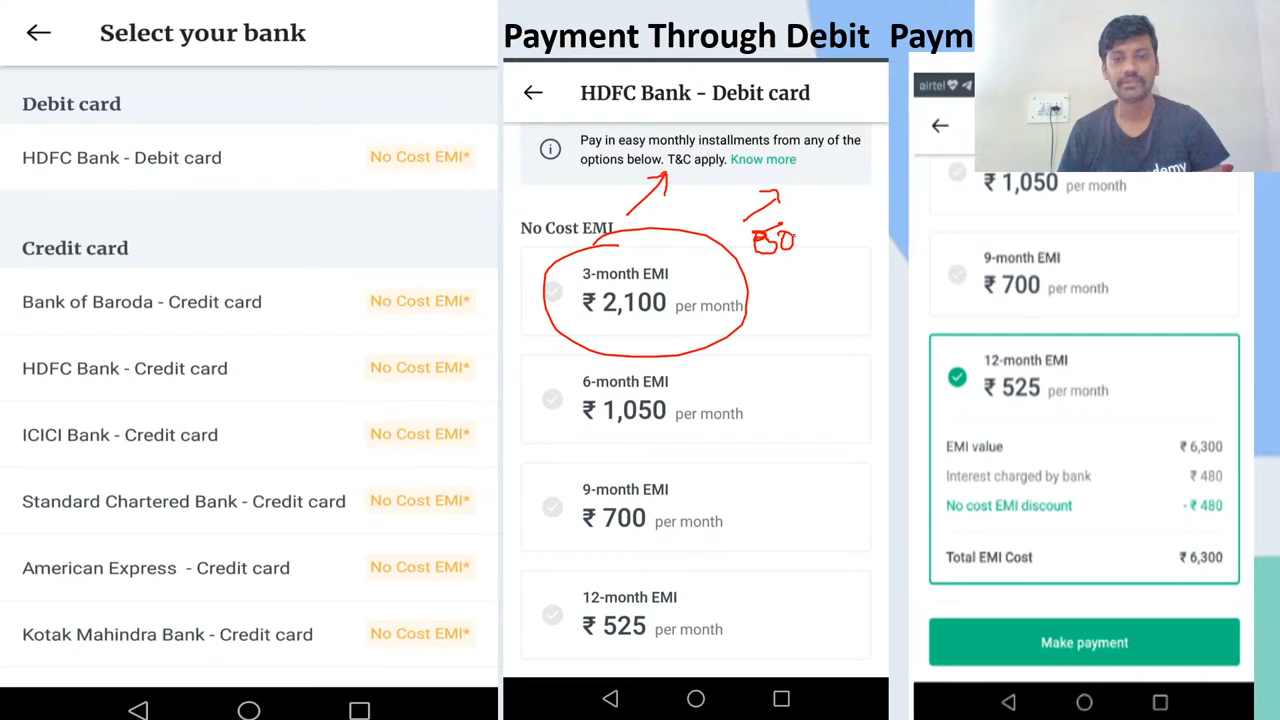 Select your bank
Debit card
HDFC Bank - Debit card No Cost EMI*
Credit card
Bank of Baroda - Credit card No Cost EMI*
HDFC Bank - Credit card No Cost EMI*
ICICI Bank - Credit card No Cost EMI*
Standard Chartered Bank - Credit card No Cost EMI*
American Express - Credit card No Cost EMI*
Kotak Mahindra Bank - Credit card No Cost EMI*
Payment Through Debit Paym
HDFC Bank - Debit card
Pay in easy monthly installments from any of the
options below. T&C apply. Know more
No Cost EMI
3-month EMI
₹ 2,100 per month
6-month EMI
₹ 1,050 per month
9-month EMI
₹ 700 per month
12-month EMI
₹ 525 per month
airtel
₹ 1,050 per month
9-month EMI
₹ 700 per month
12-month EMI
₹ 525 per month
EMI value ₹ 6,300
Interest charged by bank ₹ 480
No cost EMI discount - ₹ 480
Total EMI Cost ₹ 6,300
Make payment